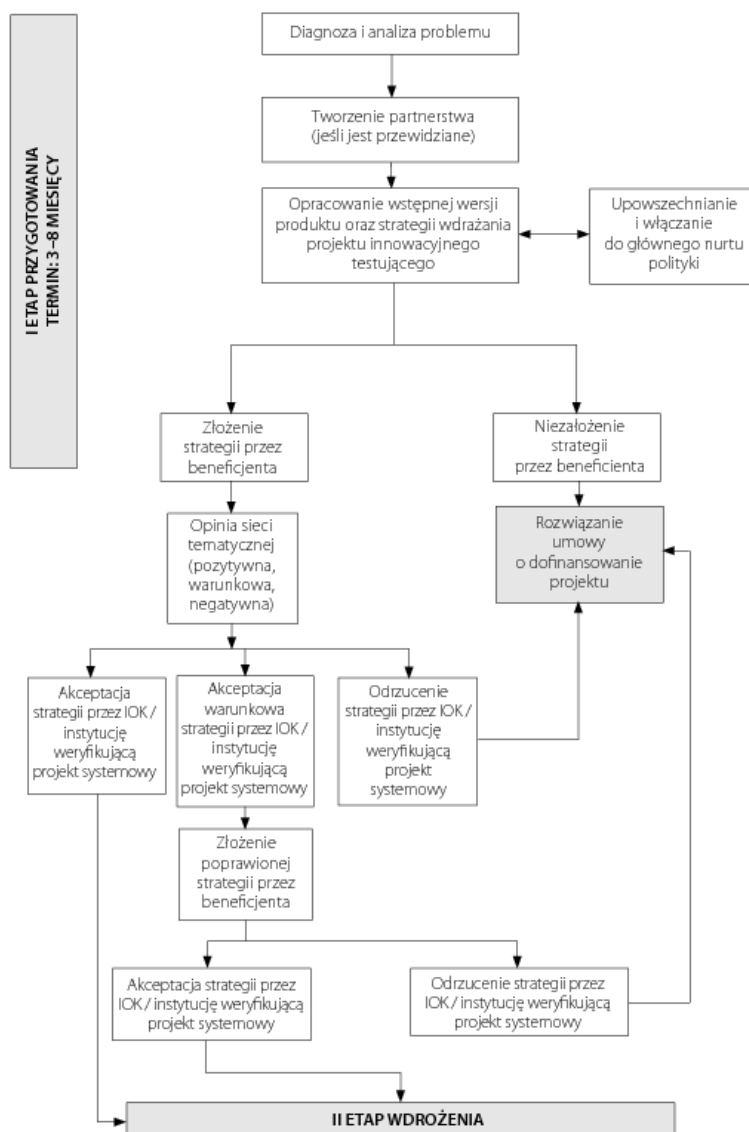 I ETAP PRZYGOTOWANIA
TERMIN: 3–8 MIESIĘCY
Diagnoza i analiza problemu
Tworzenie partnerstwa
(jeśli jest przewidziane)
Opracowanie wstępnej wersji
produktu oraz strategii wdrażania
projektu innowacyjnego
testującego
Upowszechnianie
i włączanie
do głównego nurtu
polityki
Złożenie
strategii przez
beneficjenta
Niezałożenie
strategii
przez beneficienta
Opinia sieci
tematycznej
(pozytywna,
warunkowa,
negatywna)
Rozwiązanie
umowy
o dofinansowanie
projektu
Akceptacja
strategii przez IOK /
instytucję
weryfikującą
projekt systemowy
Akceptacja
warunkowa
strategii przez IOK /
instytucję
weryfikującą
projekt systemowy
Odrzucenie
strategii przez IOK /
instytucję
weryfikującą
projekt
systemowy
Złożenie
poprawionej
strategii przez
beneficjenta
Akceptacja strategii przez
IOK / instytucję weryfikującą
projekt systemowy
Odrzucenie strategii przez
IOK / instytucję weryfikującą
projekt systemowy
II ETAP WDROŻENIA